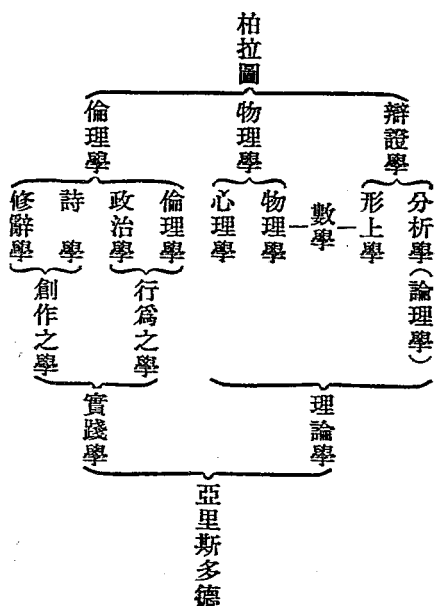 柏拉圖
辯證學
物理學
倫理學
分析學(論理學)
形上學
數學
物理學
心理學
倫理學
政治學
詩學
修辭學
行爲之學
創作之學
理論學
實踐學
亞里斯多德